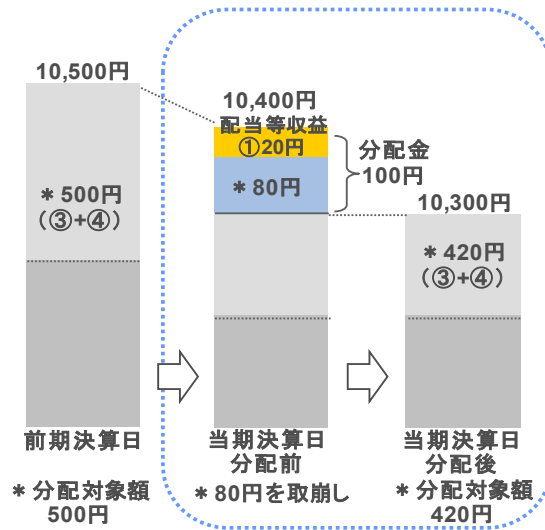 10,500円
＊500円
（③+④）
前期決算日
＊分配対象額
500円
10,400円
配当等収益
①20円
＊80円
分配金
100円
当期決算日
分配前
＊80円を取崩し
10,300円
＊420円
（③+④）
当期決算日
分配後
＊分配対象額
420円